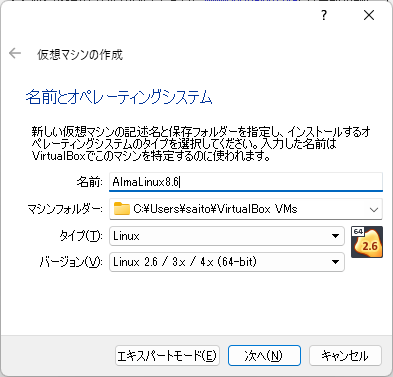 ?
仮想マシンの作成
名前とオペレーティングシステム
新しい仮想マシンの記述名と保存フォルダーを指定し、インストールするオ
ペレーティングシステムのタイプを選択してください。入力した名前は
VirtualBoxでこのマシンを特定するのに使われます。
名前: AlmaLinux8.6
マシンフォルダー: C:¥Users¥saito¥VirtualBox VMs
タイプ(T): Linux
64
2.6
バージョン(V): Linux 2.6 / 3.x / 4.x (64-bit)
エキスパートモード(E) 次へ(N) キャンセル